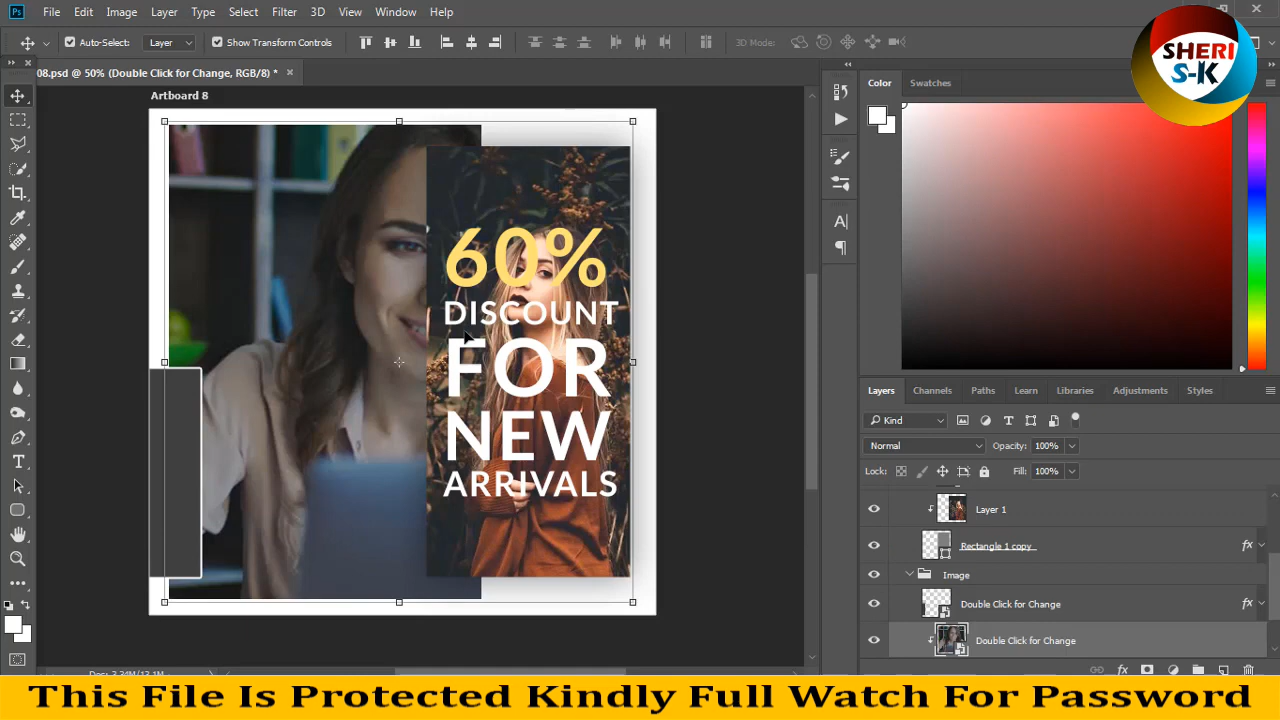 File Edit Image Layer Type Select Filter 3D View Window Help
Auto-Select: Layer Show Transform Controls 3D Mode:
08.psd @ 50% (Double Click for Change, RGB/8) *
Artboard 8
SHERI
S-K
Color Swatches
60%
DISCOUNT
FOR
NEW
ARRIVALS
Layers Channels Paths Learn Libraries Adjustments Styles
Kind
Normal Opacity: 100%
Lock: Fill: 100%
Layer 1
Rectangle 1 copy
Image
Double Click for Change
Double Click for Change
This File Is Protected Kindly Full Watch For Password